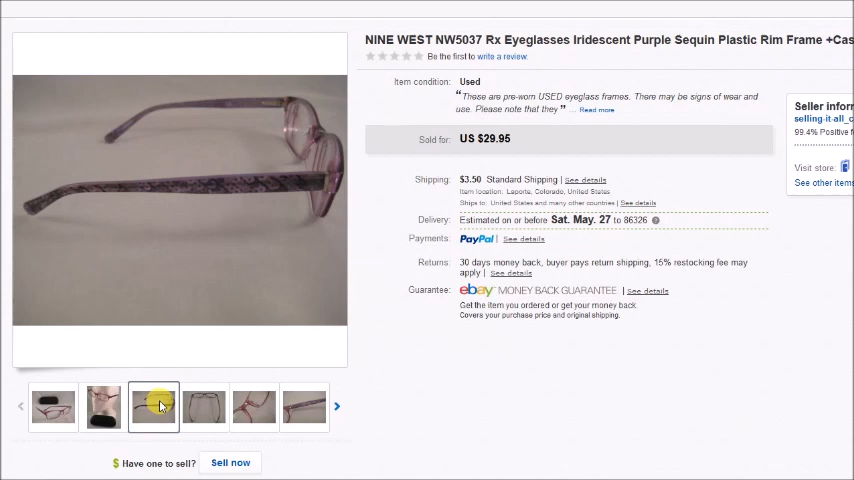 NINE WEST NW5037 Rx Eyeglasses Iridescent Purple Sequin Plastic Rim Frame +Cas
Be the first to write a review.
Item condition: Used
“These are pre-worn USED eyeglass frames. There may be signs of wear and
use. Please note that they ” ... Read more
Sold for: US $29.95
Shipping: $3.50 Standard Shipping | See details
Item location: Laporte, Colorado, United States
Ships to: United States and many other countries | See details
Delivery: Estimated on or before Sat. May. 27 to 86326 ?
Payments: PayPal | See details
Returns: 30 days money back, buyer pays return shipping, 15% restocking fee may
apply | See details
Guarantee: ebay MONEY BACK GUARANTEE | See details
Get the item you ordered or get your money back.
Covers your purchase price and original shipping.
Seller infor
selling-it-all_c
99.4% Positive f
Visit store:
See other items
$ Have one to sell? Sell now